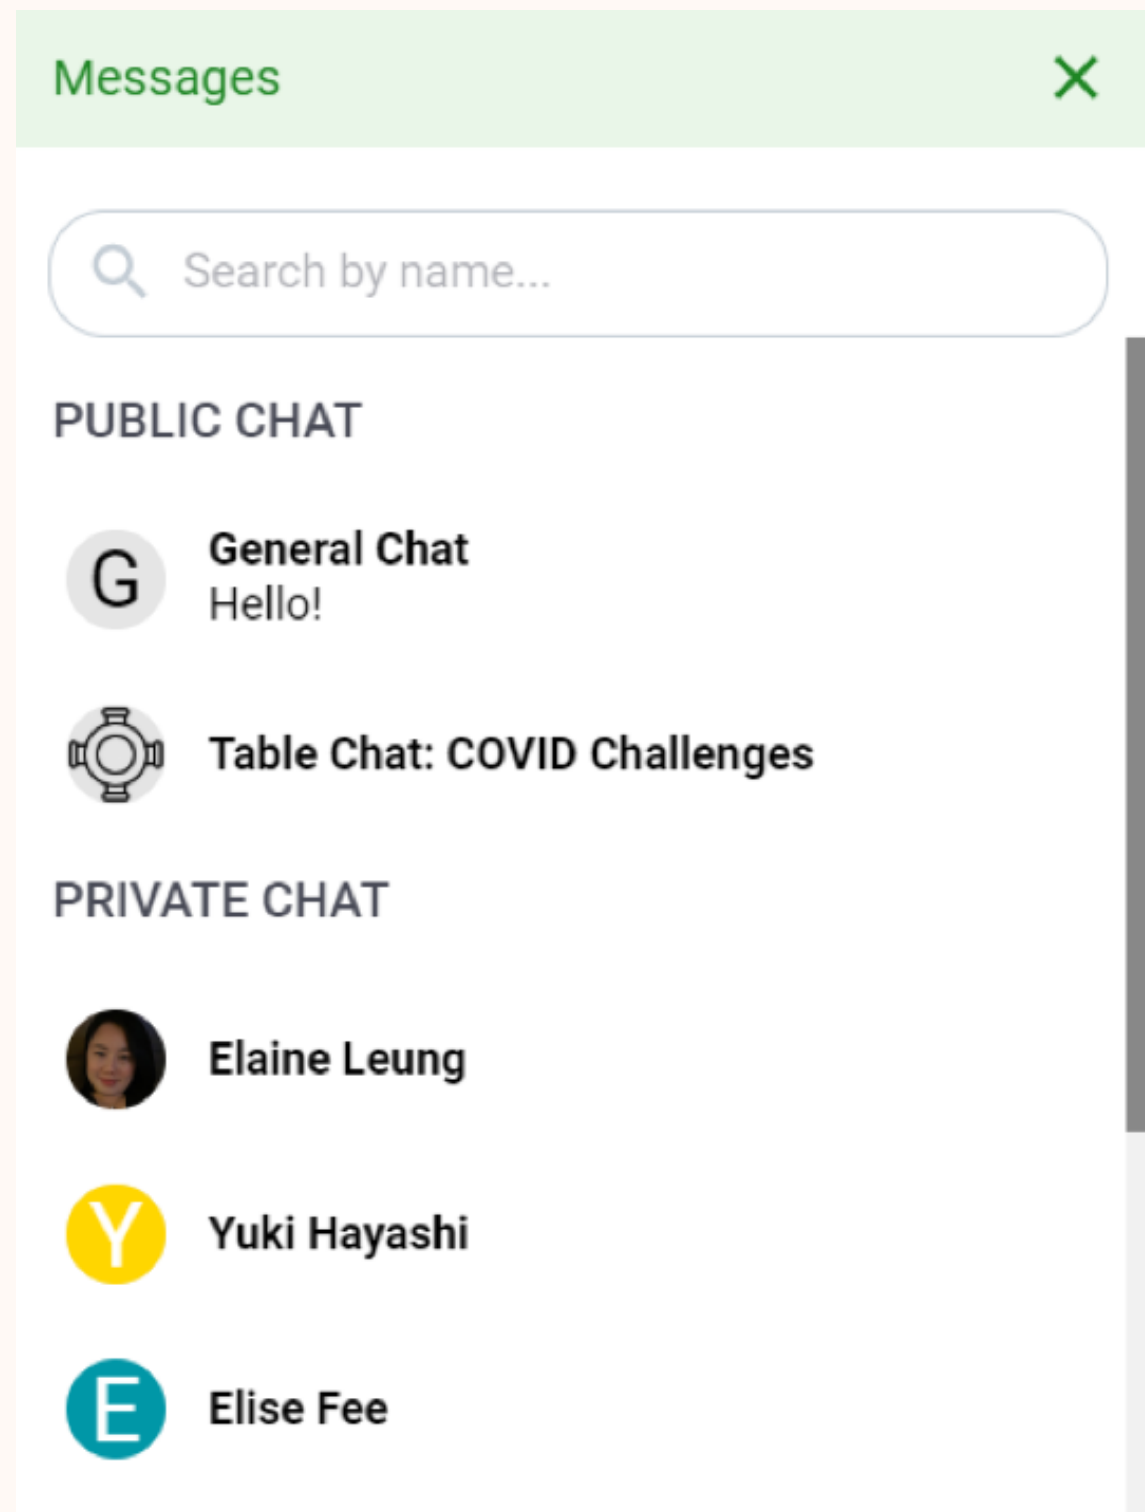 Messages
Search by name...
PUBLIC CHAT
G
General Chat
Hello!
Table Chat: COVID Challenges
PRIVATE CHAT
Elaine Leung
Y
Yuki Hayashi
E
Elise Fee